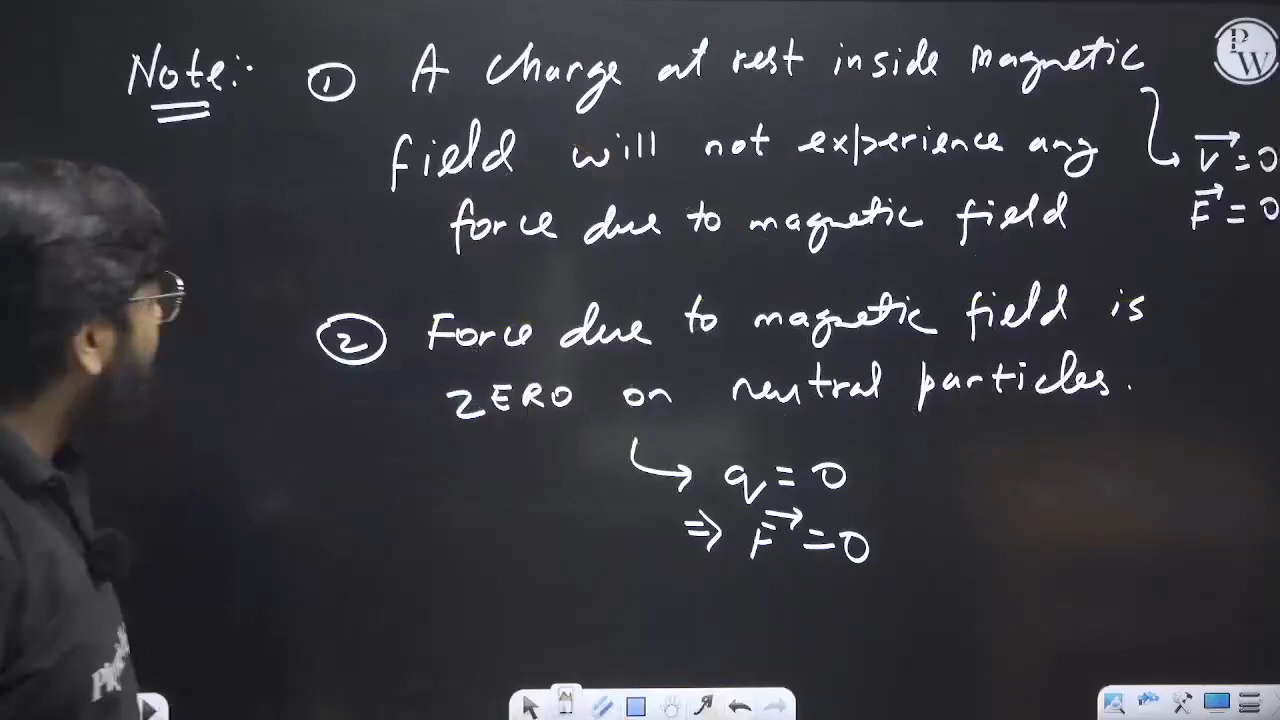 Note:- ① A charge at rest inside magnetic
field will not experience any
force due to magnetic field
→ v⃗ = 0
F⃗ = 0
② Force due to magnetic field is
ZERO on neutral particles.
→ q = 0
⇒ F⃗ = 0
PW